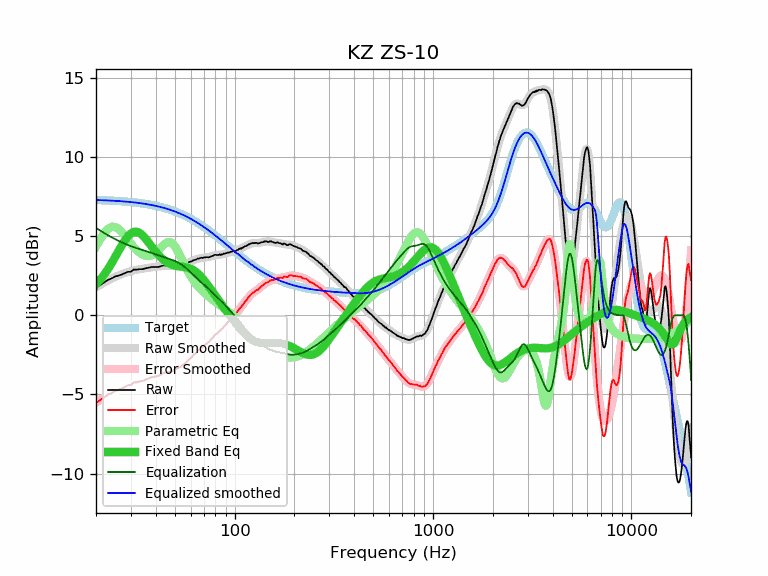 KZ ZS-10
Amplitude (dBr)
15
10
5
0
−5
−10
Target
Raw Smoothed
Error Smoothed
Raw
Error
Parametric Eq
Fixed Band Eq
Equalization
Equalized smoothed
100
1000
10000
Frequency (Hz)